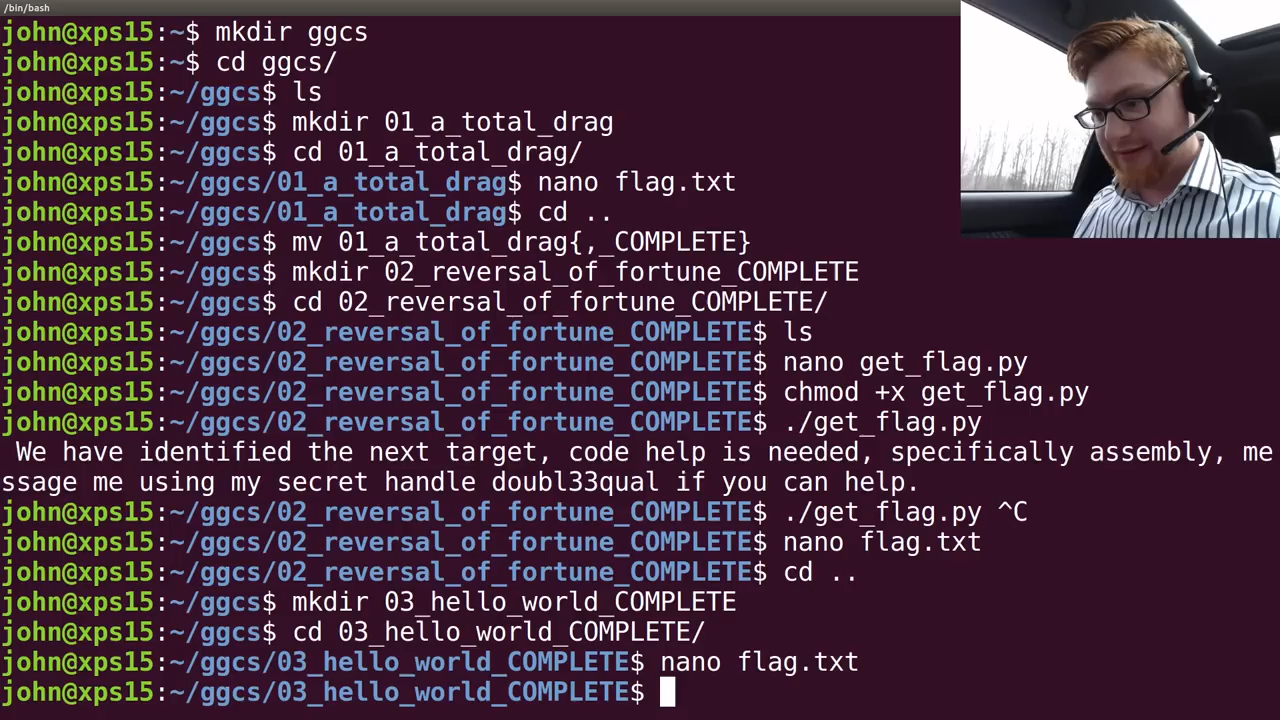 /bin/bash
john@xps15:~$ mkdir ggcs
john@xps15:~$ cd ggcs/
john@xps15:~/ggcs$ ls
john@xps15:~/ggcs$ mkdir 01_a_total_drag
john@xps15:~/ggcs$ cd 01_a_total_drag/
john@xps15:~/ggcs/01_a_total_drag$ nano flag.txt
john@xps15:~/ggcs/01_a_total_drag$ cd ..
john@xps15:~/ggcs$ mv 01_a_total_drag{,_COMPLETE}
john@xps15:~/ggcs$ mkdir 02_reversal_of_fortune_COMPLETE
john@xps15:~/ggcs$ cd 02_reversal_of_fortune_COMPLETE/
john@xps15:~/ggcs/02_reversal_of_fortune_COMPLETE$ ls
john@xps15:~/ggcs/02_reversal_of_fortune_COMPLETE$ nano get_flag.py
john@xps15:~/ggcs/02_reversal_of_fortune_COMPLETE$ chmod +x get_flag.py
john@xps15:~/ggcs/02_reversal_of_fortune_COMPLETE$ ./get_flag.py
We have identified the next target, code help is needed, specifically assembly, me
ssage me using my secret handle doubl33qual if you can help.
john@xps15:~/ggcs/02_reversal_of_fortune_COMPLETE$ ./get_flag.py ^C
john@xps15:~/ggcs/02_reversal_of_fortune_COMPLETE$ nano flag.txt
john@xps15:~/ggcs/02_reversal_of_fortune_COMPLETE$ cd ..
john@xps15:~/ggcs$ mkdir 03_hello_world_COMPLETE
john@xps15:~/ggcs$ cd 03_hello_world_COMPLETE/
john@xps15:~/ggcs/03_hello_world_COMPLETE$ nano flag.txt
john@xps15:~/ggcs/03_hello_world_COMPLETE$